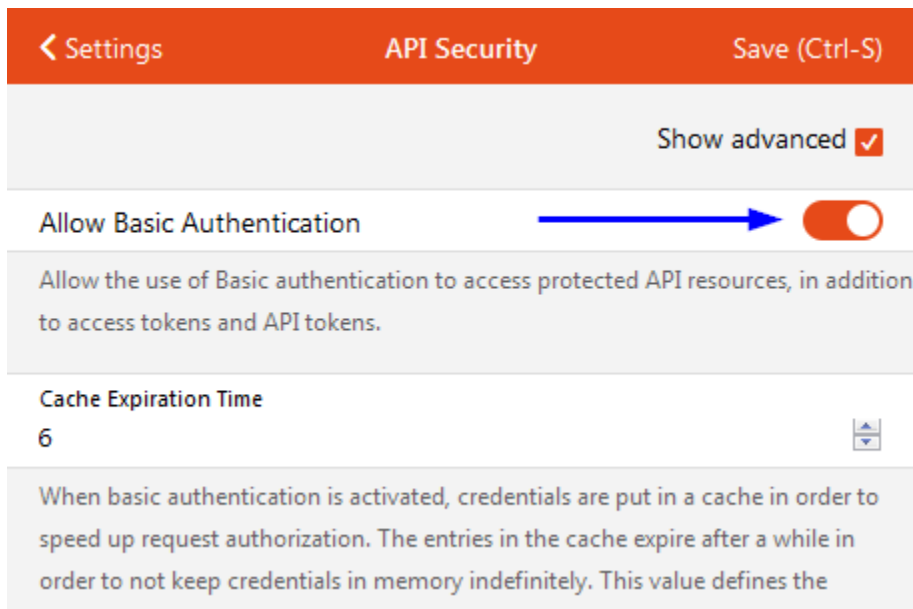 Settings API Security Save (Ctrl-S)
Show advanced
Allow Basic Authentication
Allow the use of Basic authentication to access protected API resources, in addition
to access tokens and API tokens.
Cache Expiration Time
6
When basic authentication is activated, credentials are put in a cache in order to
speed up request authorization. The entries in the cache expire after a while in
order to not keep credentials in memory indefinitely. This value defines the